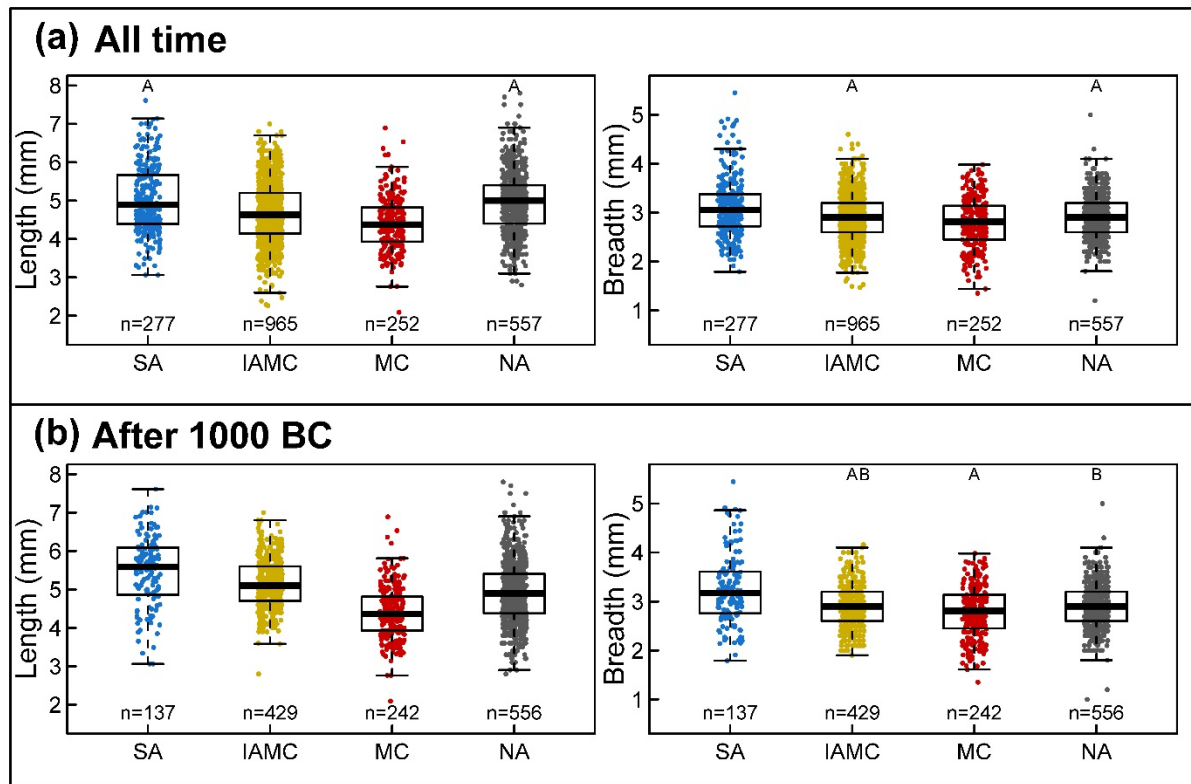 (a) All time
A A
Length (mm)
8
7
6
5
4
3
2
n=277 n=965 n=252 n=557
SA IAMC MC NA
A A
Breadth (mm)
5
4
3
2
1
n=277 n=965 n=252 n=557
SA IAMC MC NA
(b) After 1000 BC
Length (mm)
8
7
6
5
4
3
2
n=137 n=429 n=242 n=556
SA IAMC MC NA
AB A B
Breadth (mm)
5
4
3
2
1
n=137 n=429 n=242 n=556
SA IAMC MC NA